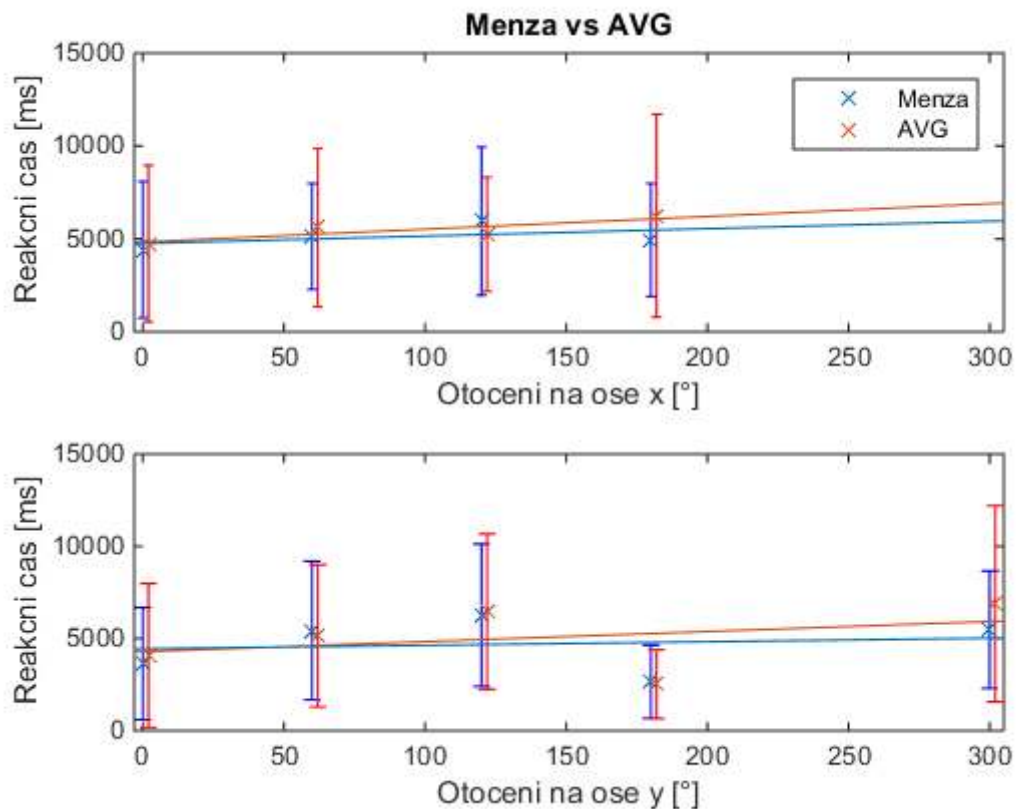 Menza vs AVG
15000
10000
5000
0
Reakcni cas [ms]
Menza
AVG
0 50 100 150 200 250 300
Otoceni na ose x [°]
15000
10000
5000
0
Reakcni cas [ms]
0 50 100 150 200 250 300
Otoceni na ose y [°]